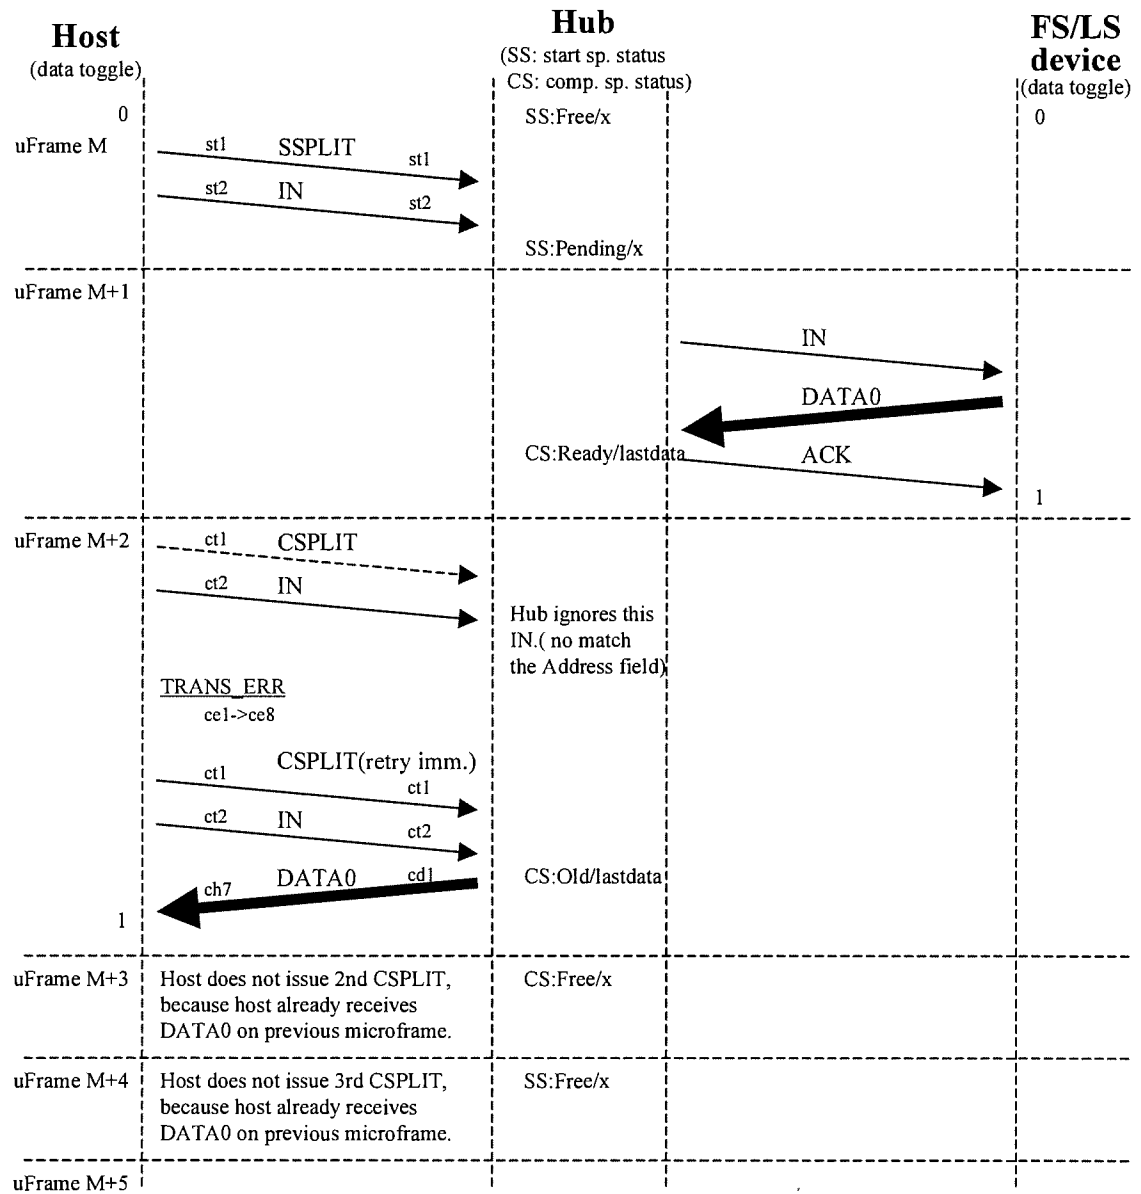 Host
(data toggle)
Hub
(SS: start sp. status
CS: comp. sp. status)
FS/LS
device
(data toggle)
0
SS:Free/x
0
uFrame M
st1 SSPLIT st1
st2 IN st2
SS:Pending/x
uFrame M+1
IN
DATA0
CS:Ready/lastdata
ACK
1
uFrame M+2
ct1 CSPLIT
ct2 IN
Hub ignores this
IN.( no match
the Address field)
TRANS_ERR
ce1->ce8
CSPLIT(retry imm.)
ct1 ct1
ct2 IN ct2
DATA0 cd1
ch7
CS:Old/lastdata
1
uFrame M+3
Host does not issue 2nd CSPLIT,
because host already receives
DATA0 on previous microframe.
CS:Free/x
uFrame M+4
Host does not issue 3rd CSPLIT,
because host already receives
DATA0 on previous microframe.
SS:Free/x
uFrame M+5